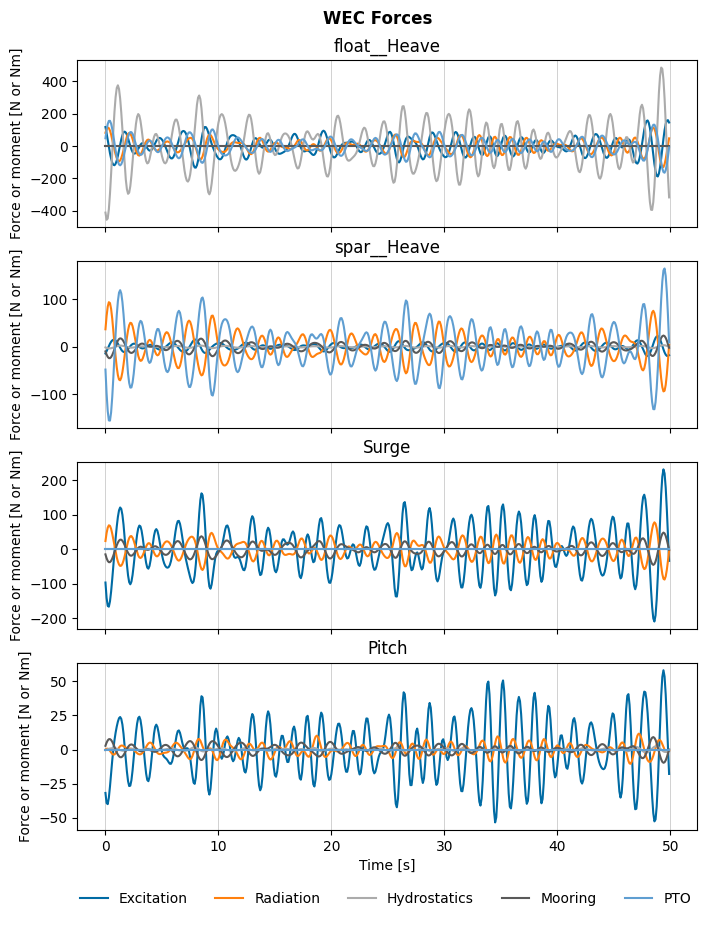 WEC Forces
float__Heave
Force or moment [N or Nm]
400
200
0
−200
−400
spar__Heave
Force or moment [N or Nm]
100
0
−100
Surge
Force or moment [N or Nm]
200
100
0
−100
−200
Pitch
Force or moment [N or Nm]
50
25
0
−25
−50
0 10 20 30 40 50
Time [s]
Excitation Radiation Hydrostatics Mooring PTO